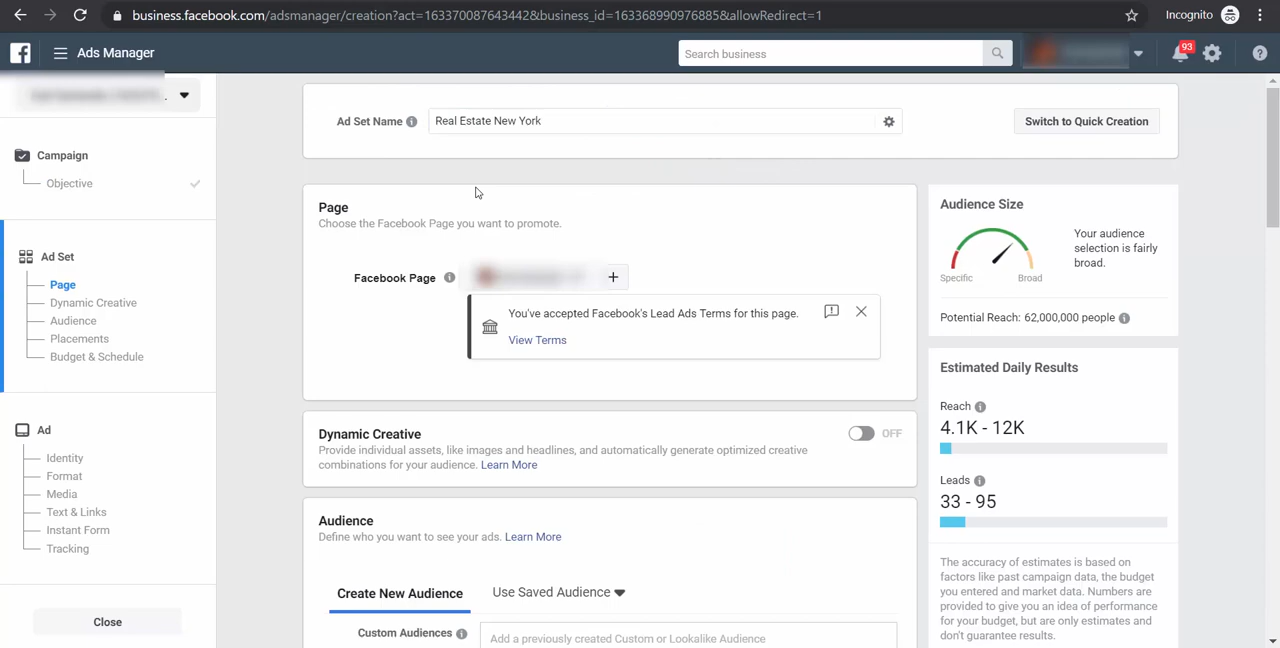 business.facebook.com/adsmanager/creation?act=163370087643442&business_id=163368990976885&allowRedirect=1
Incognito
Ads Manager
Search business
93
Ad Set Name
Real Estate New York
Switch to Quick Creation
Campaign
Objective
Ad Set
Page
Dynamic Creative
Audience
Placements
Budget & Schedule
Ad
Identity
Format
Media
Text & Links
Instant Form
Tracking
Close
Page
Choose the Facebook Page you want to promote.
Facebook Page
You've accepted Facebook's Lead Ads Terms for this page.
View Terms
Dynamic Creative
OFF
Provide individual assets, like images and headlines, and automatically generate optimized creative
combinations for your audience. Learn More
Audience
Define who you want to see your ads. Learn More
Create New Audience
Use Saved Audience
Custom Audiences
Add a previously created Custom or Lookalike Audience
Audience Size
Your audience
selection is fairly
broad.
Specific
Broad
Potential Reach: 62,000,000 people
Estimated Daily Results
Reach
4.1K - 12K
Leads
33 - 95
The accuracy of estimates is based on
factors like past campaign data, the budget
you entered and market data. Numbers are
provided to give you an idea of performance
for your budget, but are only estimates and
don't guarantee results.